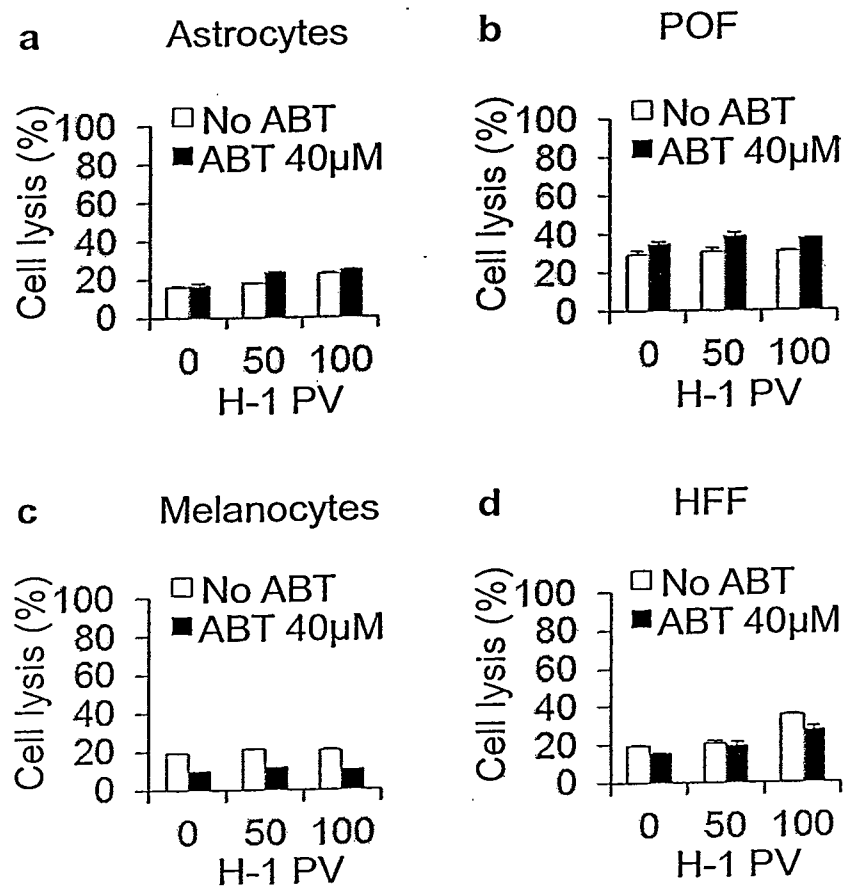 a Astrocytes
Cell lysis (%)
100
80
60
40
20
0
No ABT
ABT 40µM
0 50 100
H-1 PV
b POF
Cell lysis (%)
100
80
60
40
20
0
No ABT
ABT 40µM
0 50 100
H-1 PV
c Melanocytes
Cell lysis (%)
100
80
60
40
20
0
No ABT
ABT 40µM
0 50 100
H-1 PV
d HFF
Cell lysis (%)
100
80
60
40
20
0
No ABT
ABT 40µM
0 50 100
H-1 PV